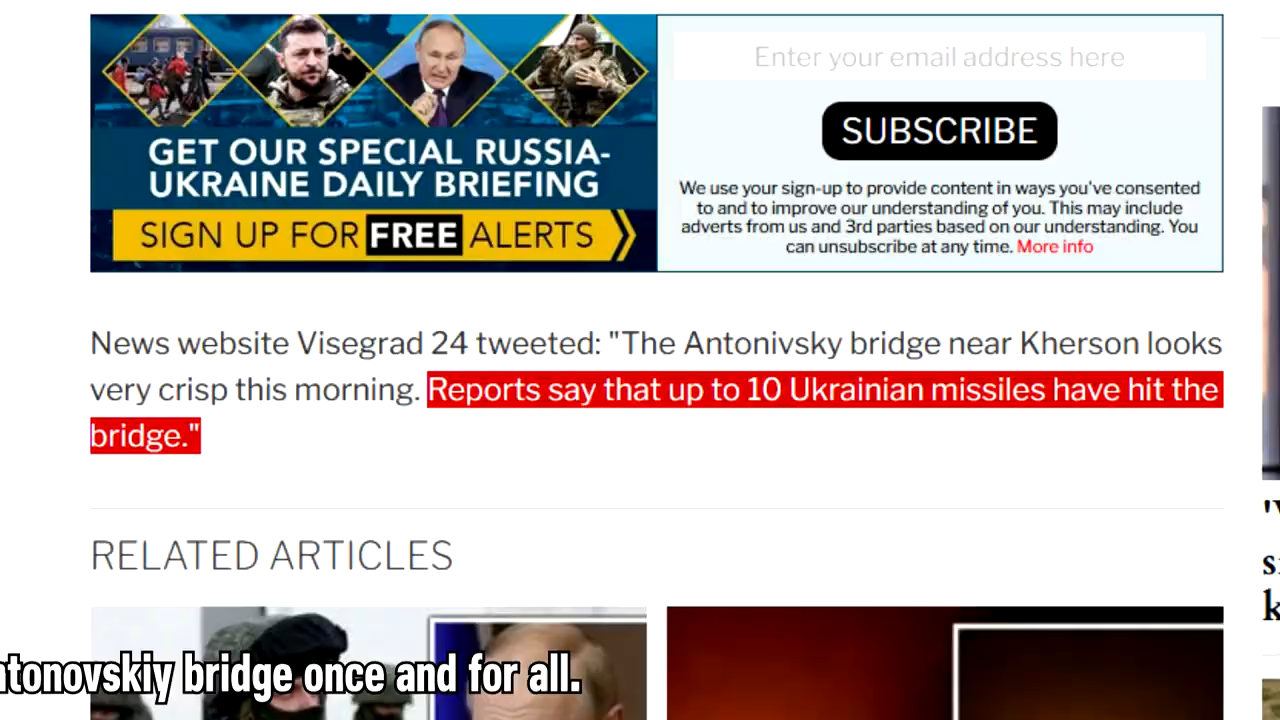 GET OUR SPECIAL RUSSIA-
UKRAINE DAILY BRIEFING
SIGN UP FOR FREE ALERTS
Enter your email address here
SUBSCRIBE
We use your sign-up to provide content in ways you've consented
to and to improve our understanding of you. This may include
adverts from us and 3rd parties based on our understanding. You
can unsubscribe at any time. More info
News website Visegrad 24 tweeted: "The Antonivsky bridge near Kherson looks
very crisp this morning. Reports say that up to 10 Ukrainian missiles have hit the
bridge."
RELATED ARTICLES
ntonovskiy bridge once and for all.